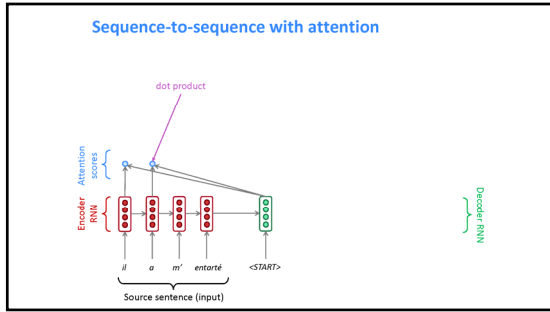 Sequence-to-sequence with attention
dot product
Attention
scores
Encoder
RNN
Decoder RNN
il a m' entarté <START>
Source sentence (input)